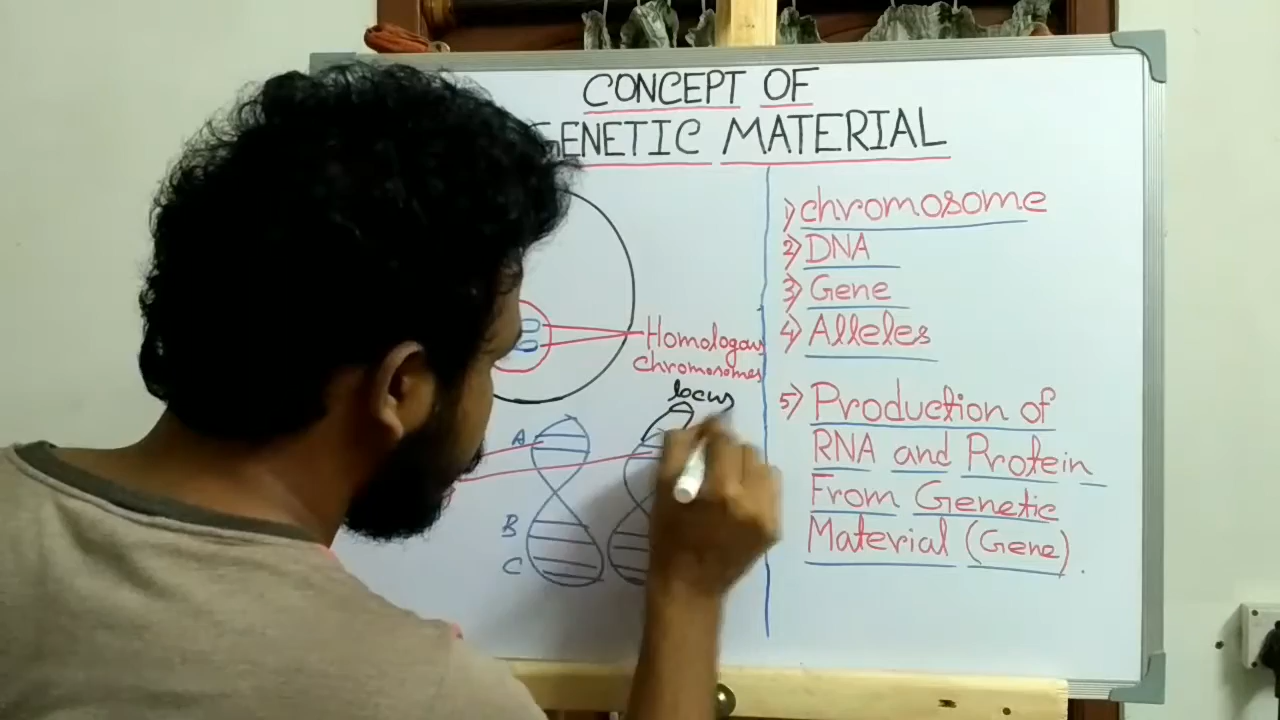 CONCEPT OF
GENETIC MATERIAL
1) chromosome
2) DNA
3) Gene
4) Alleles
5) Production of
RNA and Protein
From Genetic
Material (Gene).
Homologous
chromosomes
locus
A
B
C